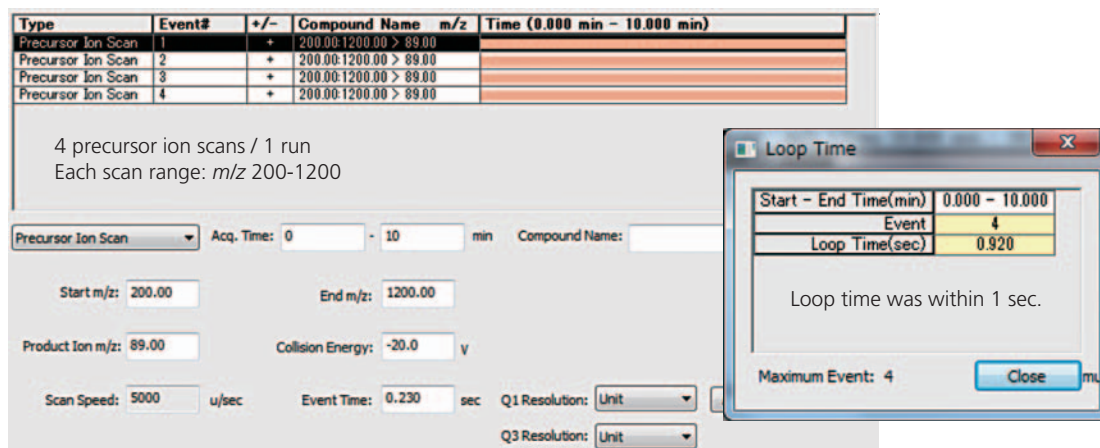 Type Event# +/- Compound Name m/z Time (0.000 min - 10.000 min)
Precursor Ion Scan 1 + 200.00:1200.00 > 89.00
Precursor Ion Scan 2 + 200.00:1200.00 > 89.00
Precursor Ion Scan 3 + 200.00:1200.00 > 89.00
Precursor Ion Scan 4 + 200.00:1200.00 > 89.00
4 precursor ion scans / 1 run
Each scan range: m/z 200-1200
Precursor Ion Scan Acq. Time: 0 - 10 min Compound Name:
Start m/z: 200.00 End m/z: 1200.00
Product Ion m/z: 89.00 Collision Energy: -20.0 V
Scan Speed: 5000 u/sec Event Time: 0.230 sec Q1 Resolution: Unit
Q3 Resolution: Unit
Loop Time
Start - End Time(min) 0.000 - 10.000
Event 4
Loop Time(sec) 0.920
Loop time was within 1 sec.
Maximum Event: 4 Close